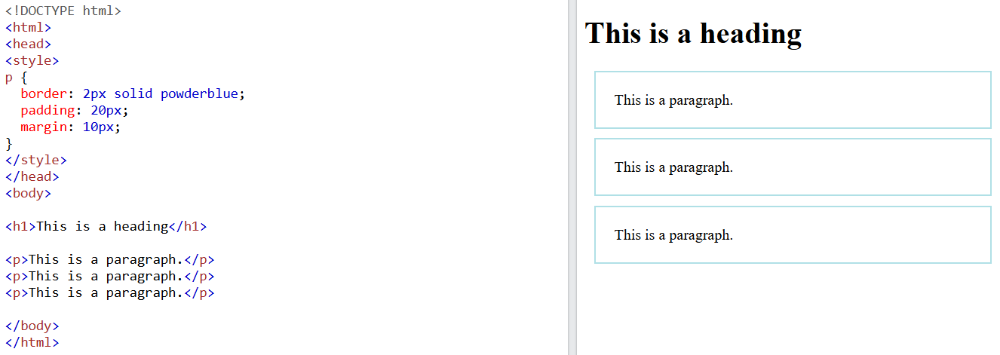 <!DOCTYPE html>
<html>
<head>
<style>
p {
  border: 2px solid powderblue;
  padding: 20px;
  margin: 10px;
}
</style>
</head>
<body>

<h1>This is a heading</h1>

<p>This is a paragraph.</p>
<p>This is a paragraph.</p>
<p>This is a paragraph.</p>

</body>
</html>
This is a heading
This is a paragraph.
This is a paragraph.
This is a paragraph.